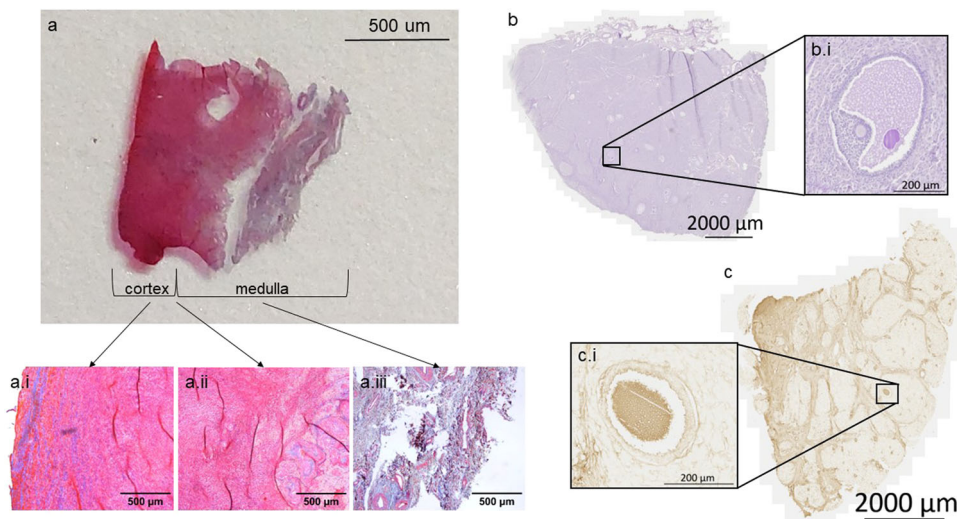 a
500 um
cortex
medulla
a.i
500 µm
a.ii
500 µm
a.iii
500 µm
b
2000 µm
b.i
200 µm
c
2000 µm
c.i
200 µm